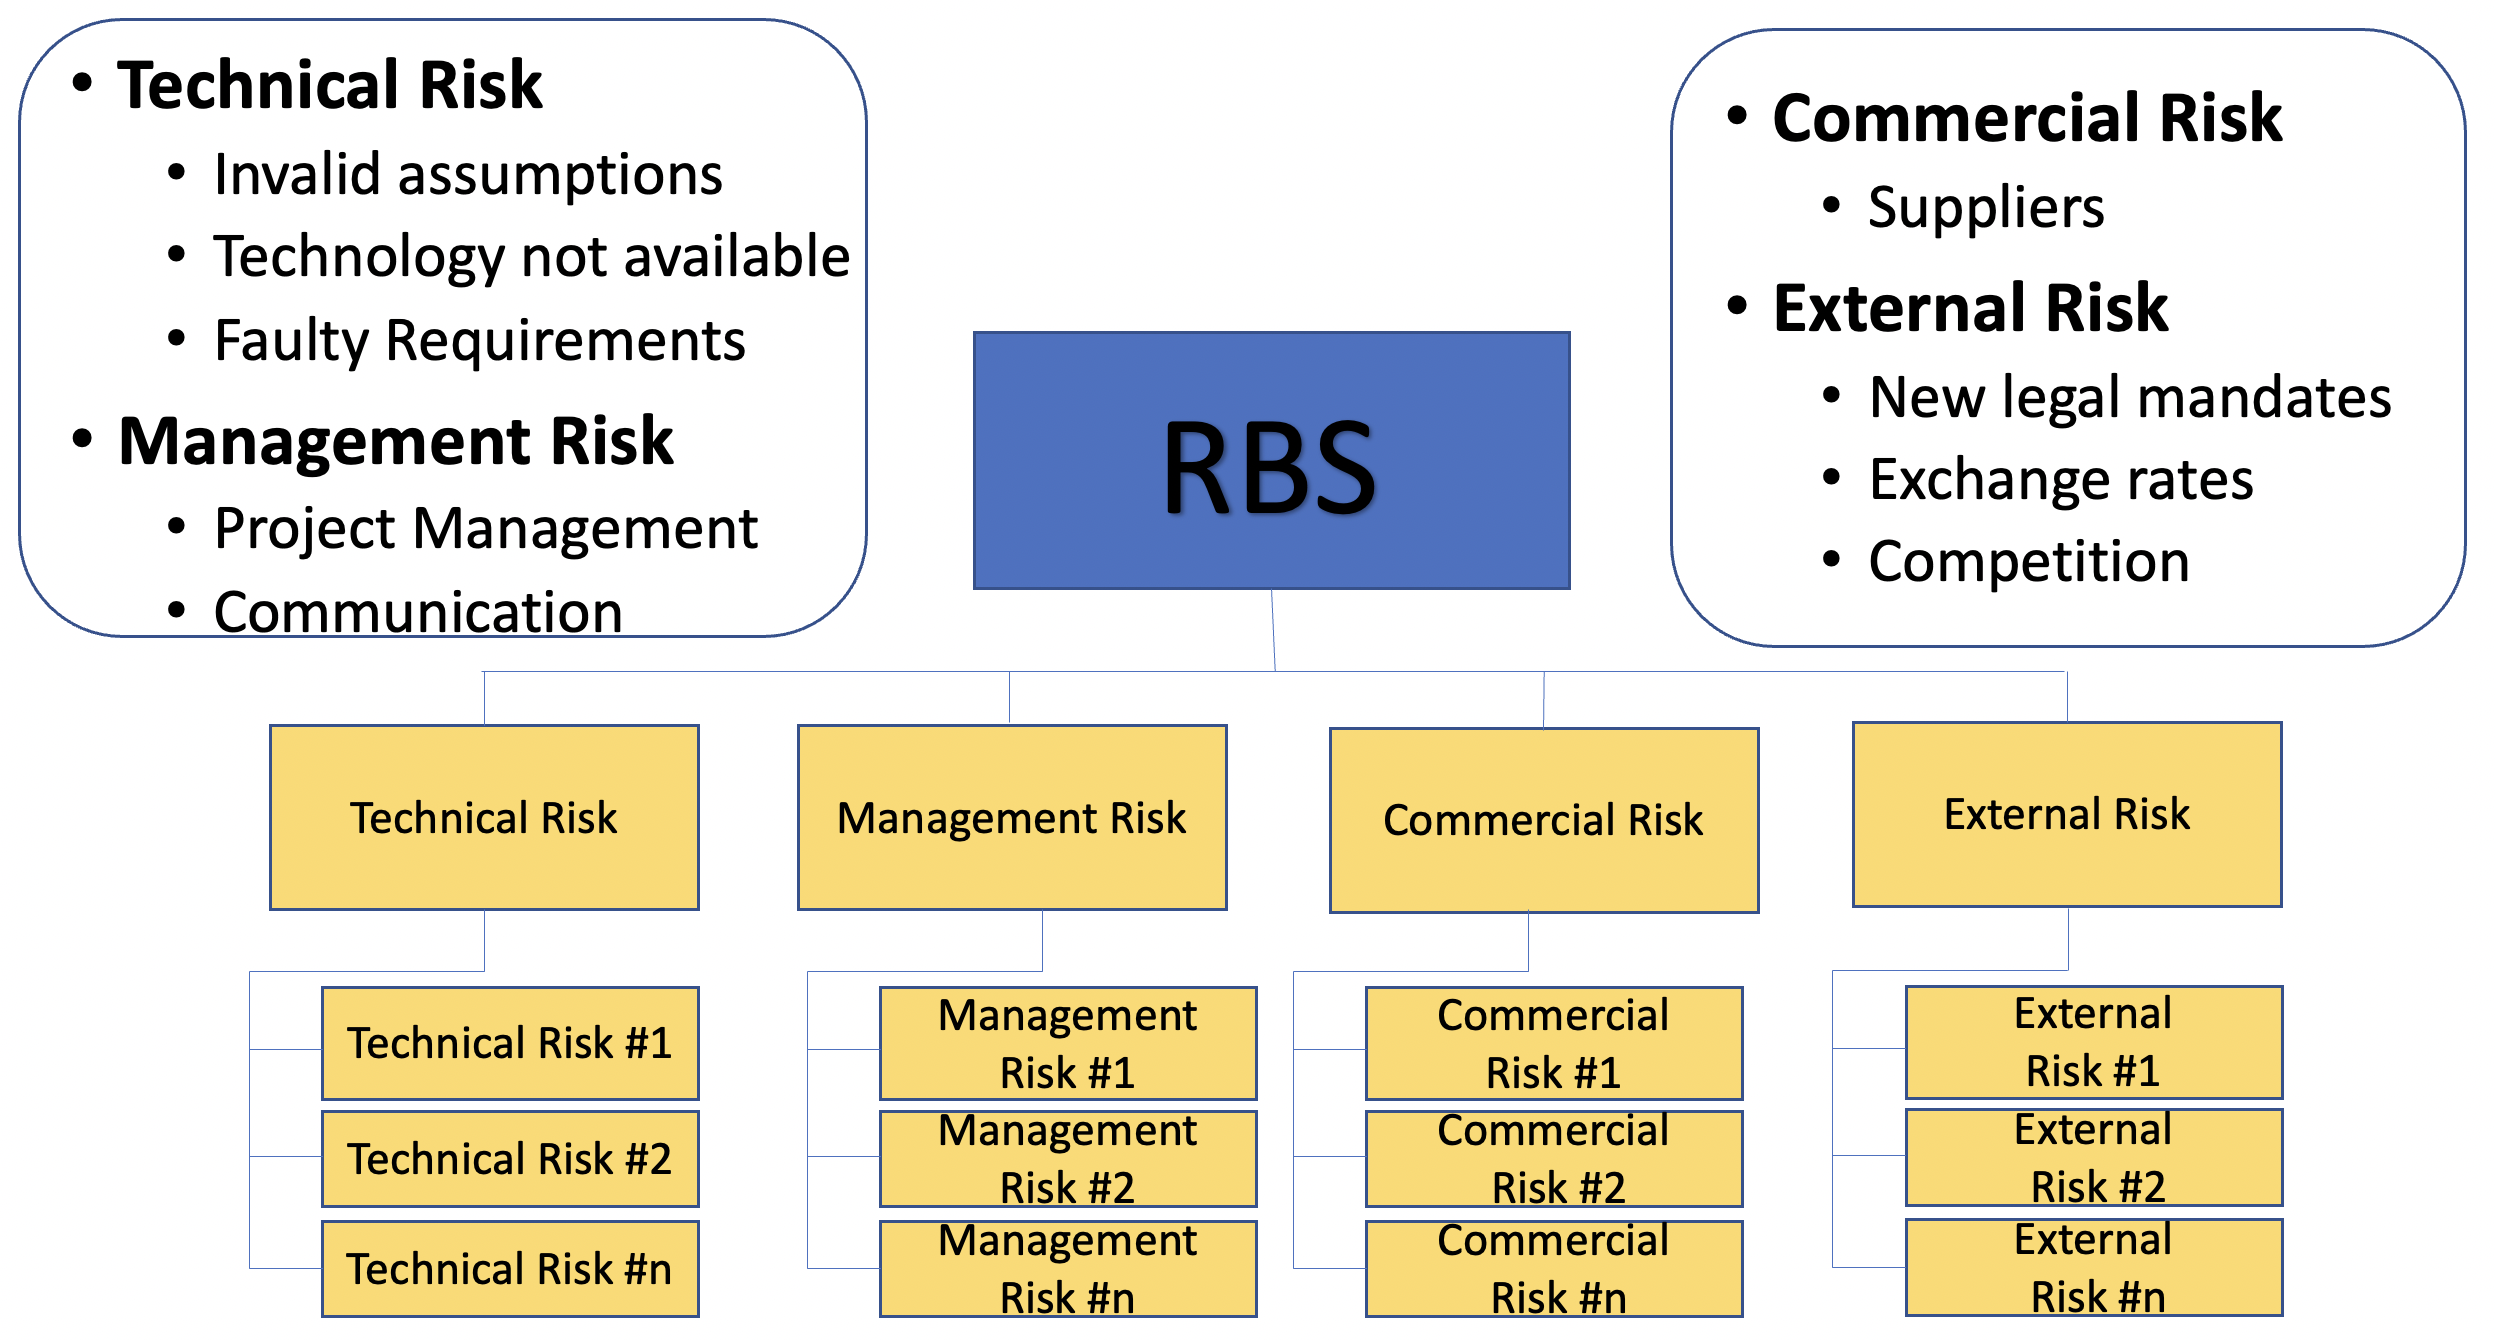 • Technical Risk
• Invalid assumptions
• Technology not available
• Faulty Requirements
• Management Risk
• Project Management
• Communication
• Commercial Risk
• Suppliers
• External Risk
• New legal mandates
• Exchange rates
• Competition
RBS
Technical Risk
Management Risk
Commercial Risk
External Risk
Technical Risk #1
Technical Risk #2
Technical Risk #n
Management
Risk #1
Management
Risk #2
Management
Risk #n
Commercial
Risk #1
Commercial
Risk #2
Commercial
Risk #n
External
Risk #1
External
Risk #2
External
Risk #n